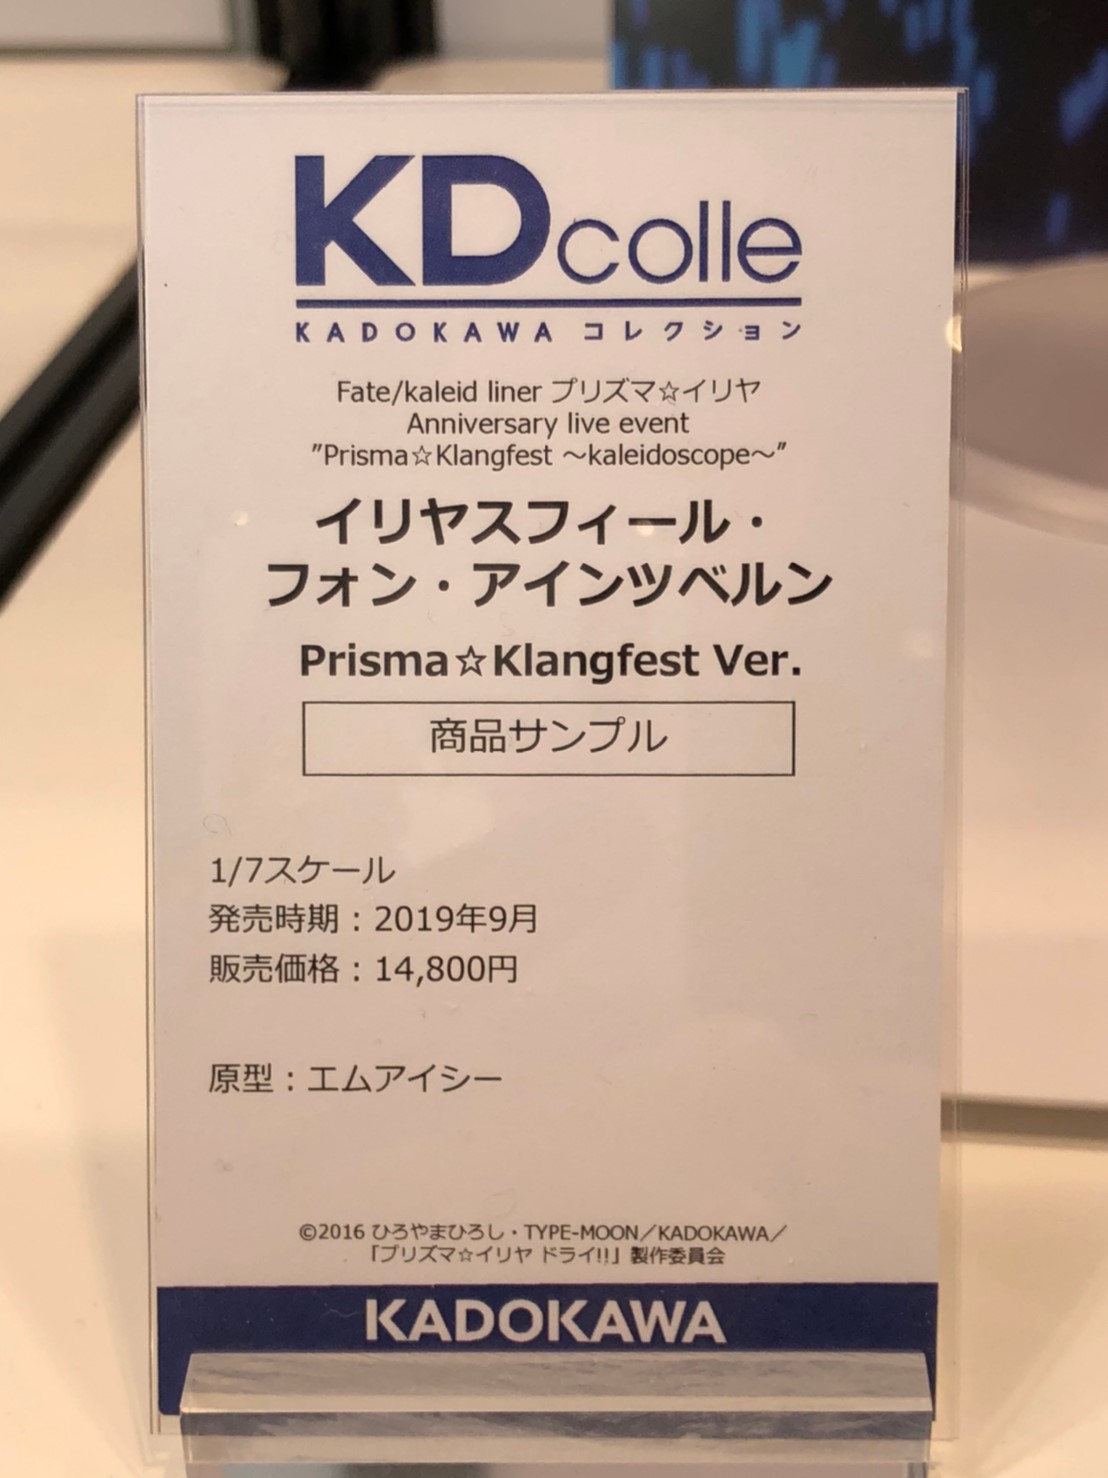 KDcolle
KADOKAWA コレクション
Fate/kaleid liner プリズマ☆イリヤ
Anniversary live event
"Prisma☆Klangfest ～kaleidoscope～"
イリヤスフィール・
フォン・アインツベルン
Prisma☆Klangfest Ver.
商品サンプル
1/7スケール
発売時期：2019年9月
販売価格：14,800円
原型：エムアイシー
©2016 ひろやまひろし・TYPE-MOON／KADOKAWA／
「プリズマ☆イリヤ ドライ!!」製作委員会
KADOKAWA